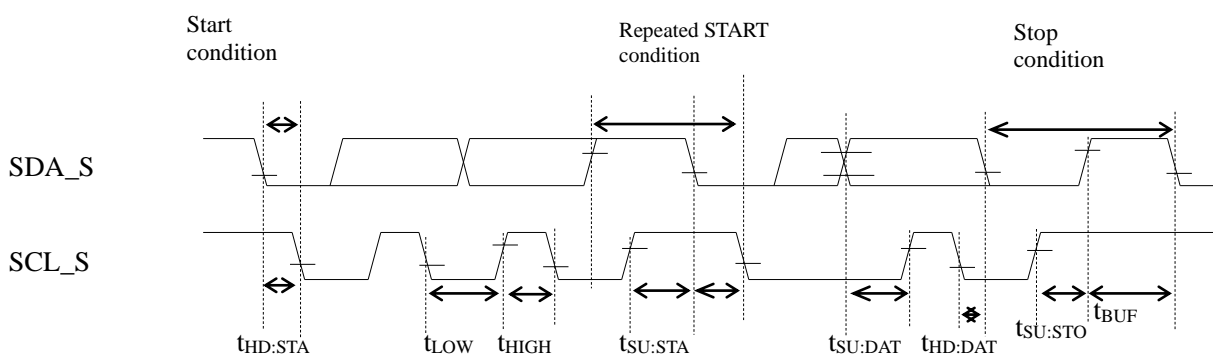 Start
condition
Repeated START
condition
Stop
condition
SDA_S
SCL_S
tHD:STA
tLOW
tHIGH
tSU:STA
tSU:DAT
tHD:DAT
tSU:STO
tBUF